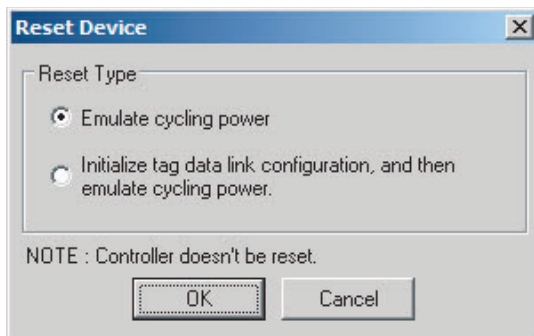 Reset Device
Reset Type
Emulate cycling power
Initialize tag data link configuration, and then
emulate cycling power.
NOTE : Controller doesn't be reset.
OK
Cancel